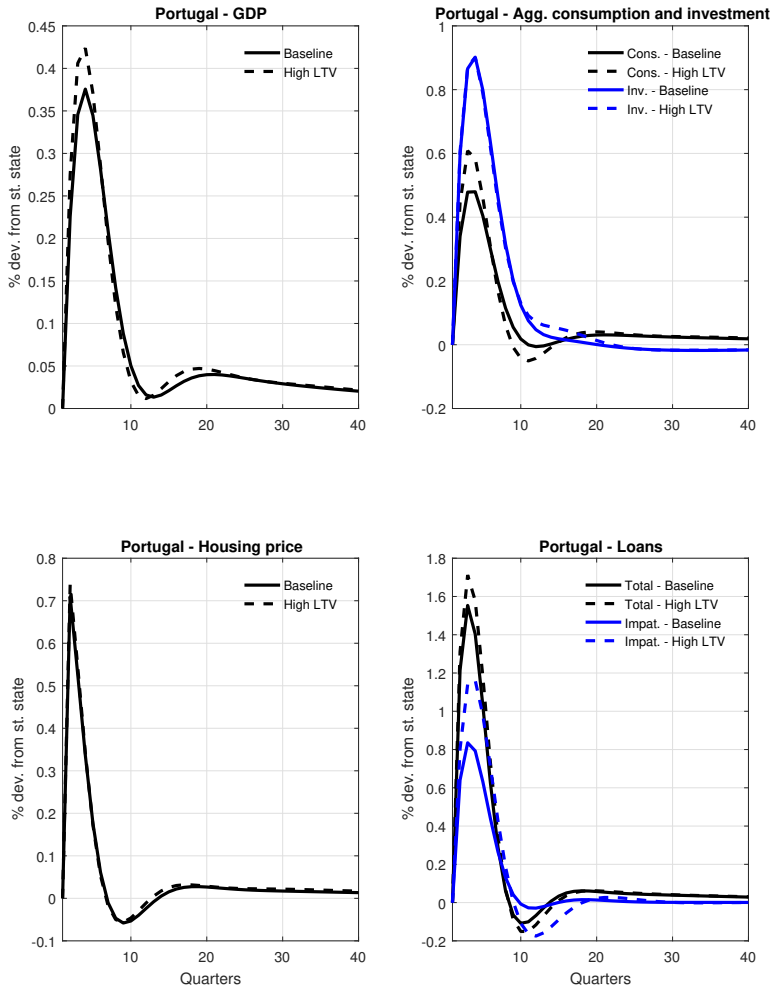 Portugal - GDP
0.45
0.4
0.35
0.3
0.25
0.2
0.15
0.1
0.05
0
% dev. from st. state
Baseline
High LTV
10
20
30
40
Portugal - Agg. consumption and investment
1
0.8
0.6
0.4
0.2
0
-0.2
% dev. from st. state
Cons. - Baseline
Cons. - High LTV
Inv. - Baseline
Inv. - High LTV
10
20
30
40
Portugal - Housing price
0.8
0.7
0.6
0.5
0.4
0.3
0.2
0.1
0
-0.1
% dev. from st. state
Baseline
High LTV
10
20
30
40
Quarters
Portugal - Loans
1.8
1.6
1.4
1.2
1
0.8
0.6
0.4
0.2
0
-0.2
% dev. from st. state
Total - Baseline
Total - High LTV
Impat. - Baseline
Impat. - High LTV
10
20
30
40
Quarters